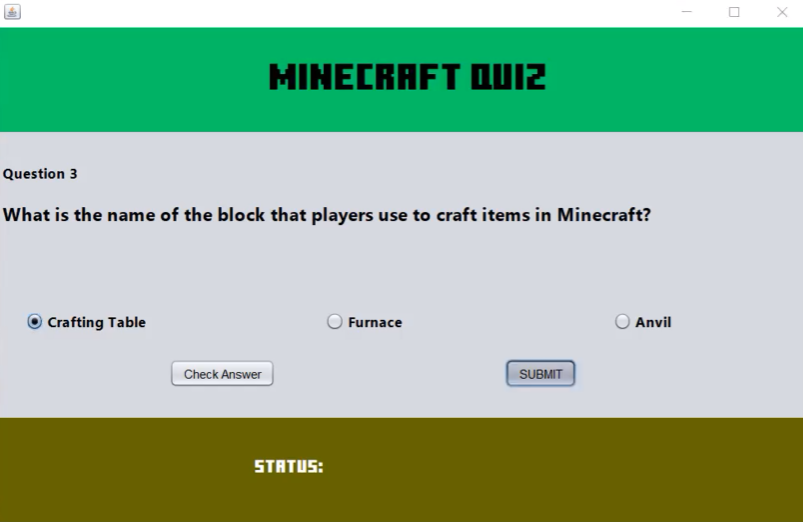 MINECRAFT QUIZ
Question 3
What is the name of the block that players use to craft items in Minecraft?
Crafting Table Furnace Anvil
Check Answer SUBMIT
STATUS: